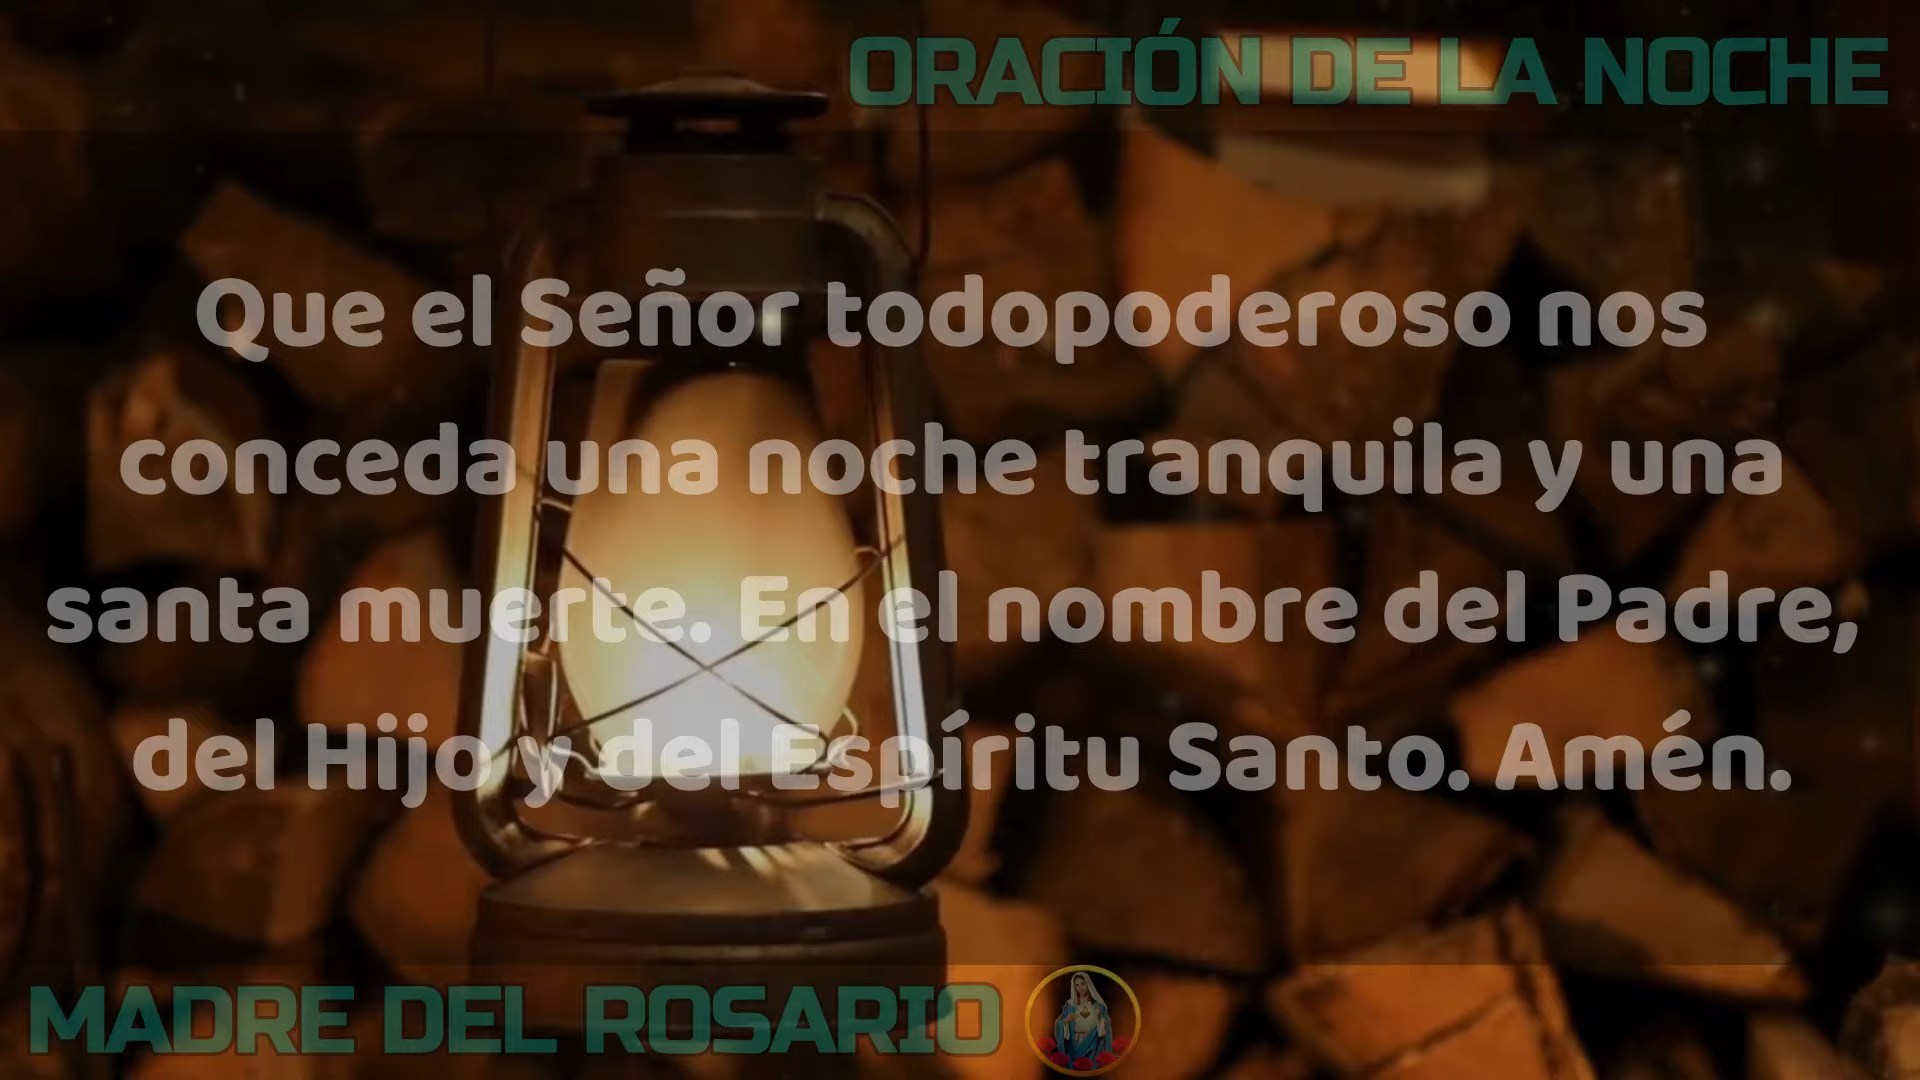 ORACIÓN DE LA NOCHE
Que el Señor todopoderoso nos
conceda una noche tranquila y una
santa muerte. En el nombre del Padre,
del Hijo y del Espíritu Santo. Amén.
MADRE DEL ROSARIO